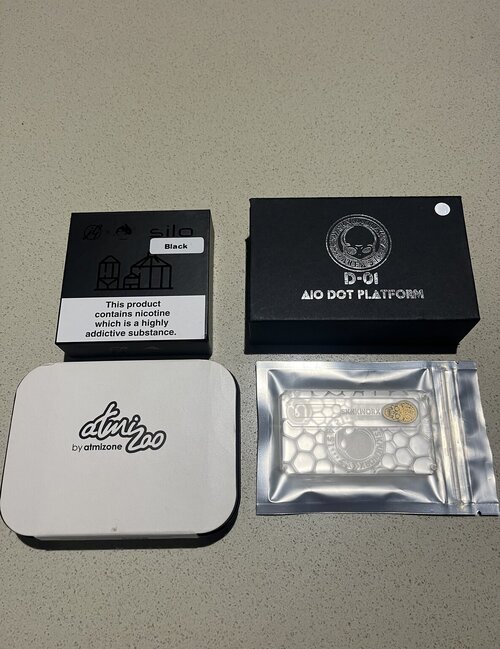 silo
Black
This product
contains nicotine
which is a highly
addictive substance.
D-01
AIO DOT PLATFORM
atmizoo
by atmizone